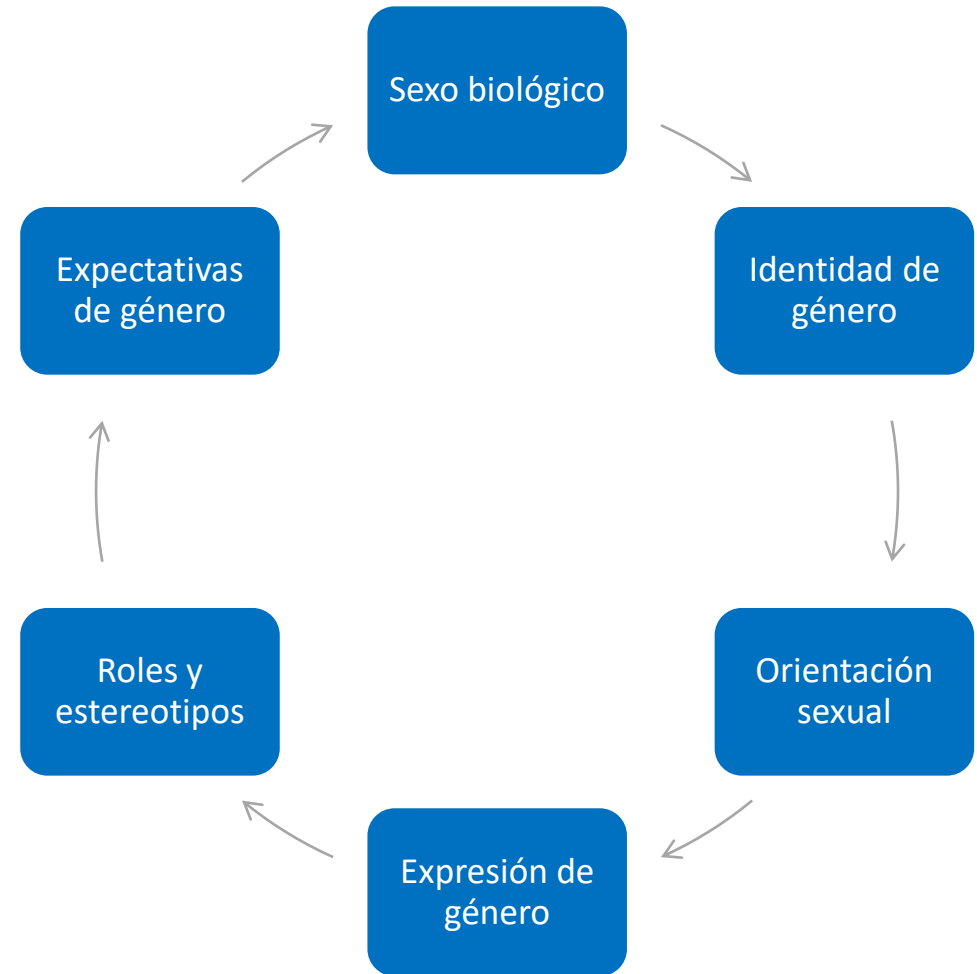 Sexo biológico
Identidad de
género
Orientación
sexual
Expresión de
género
Roles y
estereotipos
Expectativas
de género